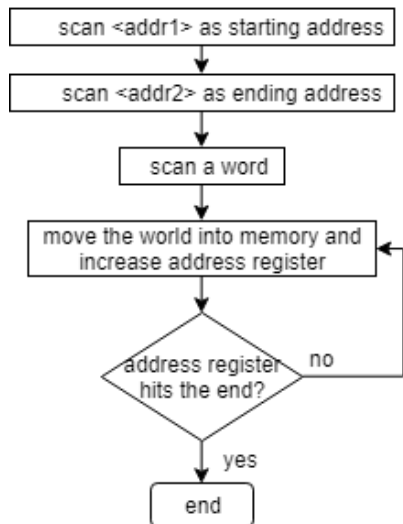 scan <addr1> as starting address
scan <addr2> as ending address
scan a word
move the world into memory and
increase address register
address register
hits the end?
no
yes
end